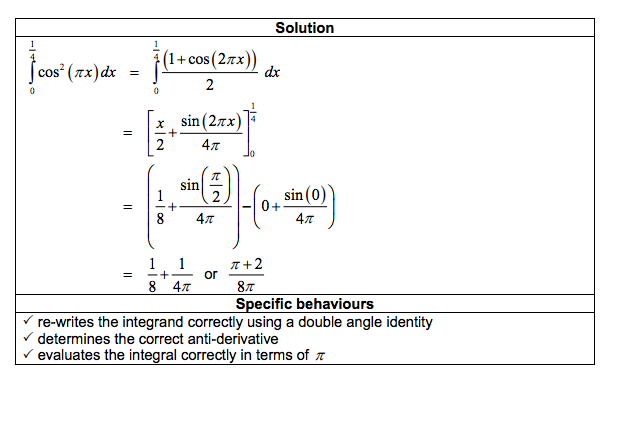 Solution
∫₀^{1/4} cos² (πx) dx = ∫₀^{1/4} (1+cos(2πx))/2 dx
= [x/2 + sin(2πx)/4π]₀^{1/4}
= (1/8 + sin(π/2)/4π) − (0 + sin(0)/4π)
= 1/8 + 1/4π or π+2/8π
Specific behaviours
✓ re-writes the integrand correctly using a double angle identity
✓ determines the correct anti-derivative
✓ evaluates the integral correctly in terms of π